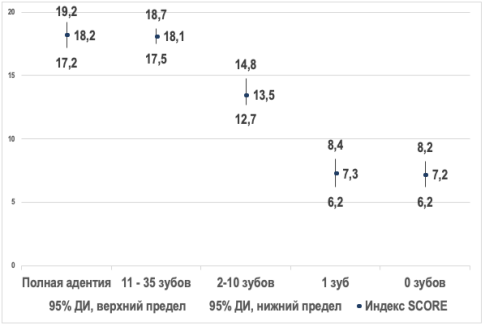 20
19,2
18,7
18,2
18,1
17,2
17,5
15
14,8
13,5
12,7
10
8,4
8,2
7,3
7,2
6,2
6,2
5
0
Полная адентия
11 - 35 зубов
2-10 зубов
1 зуб
0 зубов
95% ДИ, верхний предел
95% ДИ, нижний предел
Индекс SCORE